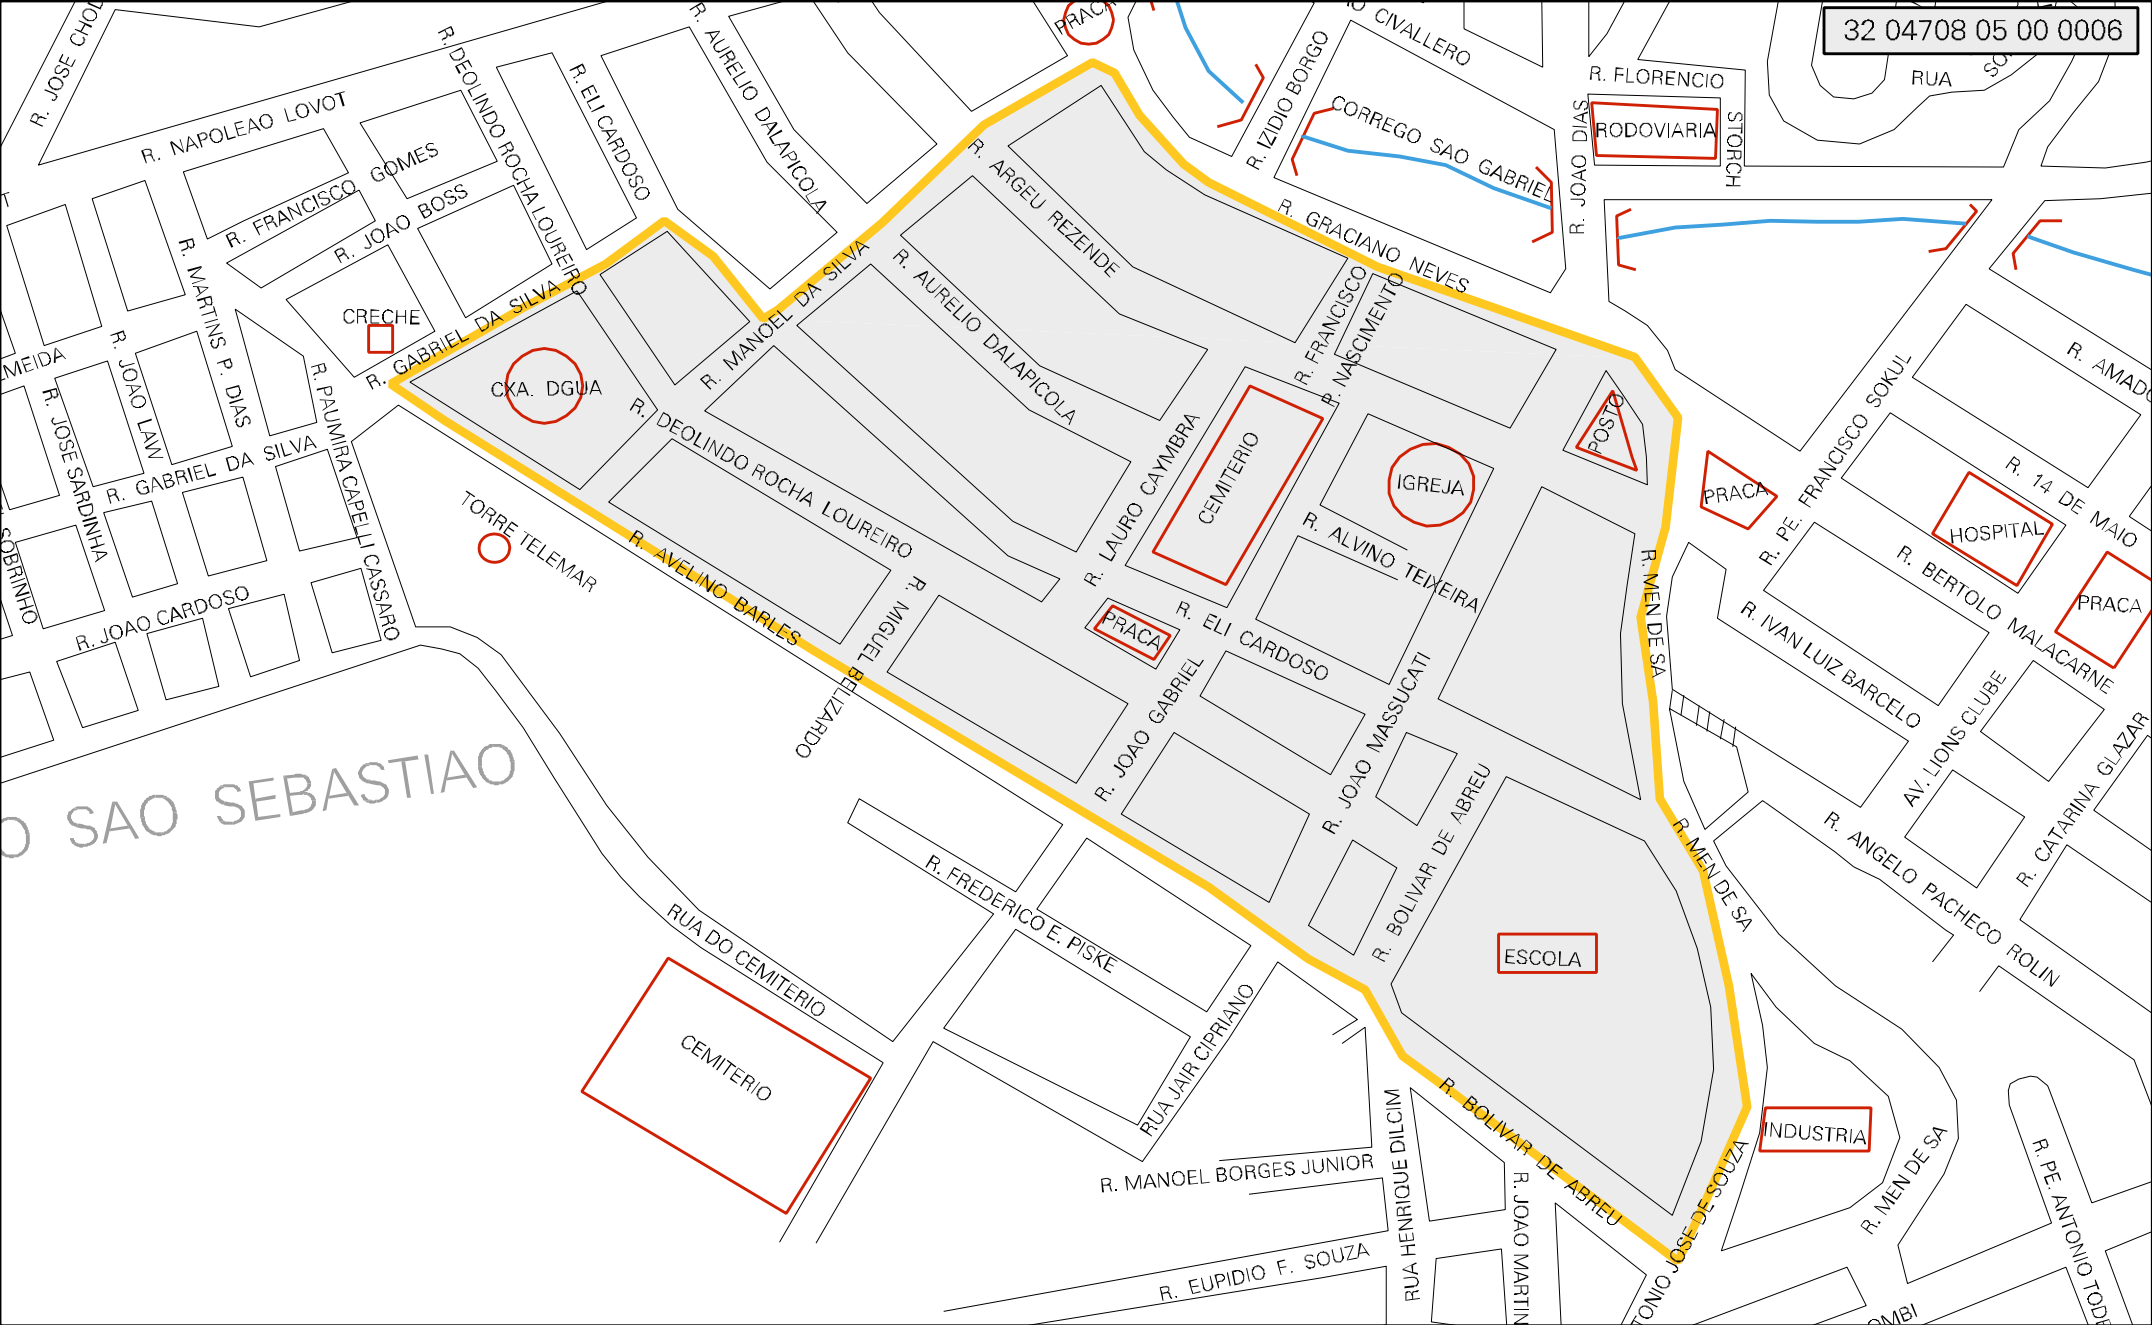 32 04708 05 00 0006
R. JOSE CHOL
R. NAPOLEAO LOVOT
R. DEOLINDO ROCHA LOUREIRO
R. ELI CARDOSO
R. AURELIO DALAPICOLA
PRACA
R. IZIDIO BORGO
O CIVALLERO
CORREGO SAO GABRIEL
R. FLORENCIO
RODOVIARIA
STORCH
R. JOAO DIAS
RUA
SO
R. FRANCISCO GOMES
R. JOAO BOSS
R. MARTINS P. DIAS
CRECHE
R. GABRIEL DA SILVA
R. MANOEL DA SILVA
R. ARGEU REZENDE
R. AURELIO DALAPICOLA
R. GRACIANO NEVES
R. FRANCISCO
R. NASCIMENTO
T
LMEIDA
R. JOAO LAW
R. JOSE SARDINHA
SOBRINHO
R. GABRIEL DA SILVA
R. PAUMIRA CAPELLI CASSARO
R. JOAO CARDOSO
CXA. DGUA
R. DEOLINDO ROCHA LOUREIRO
TORRE TELEMAR
R. AVELINO BARLES
R. MIGUEL BELIZARDO
R. LAURO CAYMBRA
CEMITERIO
IGREJA
POSTO
R. ALVINO TEIXEIRA
R. ELI CARDOSO
PRACA
R. JOAO GABRIEL
R. JOAO MASSUCATI
R. BOLIVAR DE ABREU
R. MEN DE SA
PRACA
R. PE. FRANCISCO SOKUL
R. AMADO
R. 14 DE MAIO
HOSPITAL
R. BERTOLO MALACARNE
PRACA
R. IVAN LUIZ BARCELO
AV. LIONS CLUBE
R. CATARINA GLAZAR
R. ANGELO PACHECO ROLIN
R. MEN DE SA
O SAO SEBASTIAO
R. FREDERICO E. PISKE
RUA DO CEMITERIO
CEMITERIO
RUA JAIR CIPRIANO
ESCOLA
R. BOLIVAR DE ABREU
INDUSTRIA
R. MEN DE SA
R. MANOEL BORGES JUNIOR
RUA HENRIQUE DILCIM
R. JOAO MARTIN
R. EUPIDIO F. SOUZA
TONIO JOSE DE SOUZA
R. PE. ANTONIO TODE
OMBI